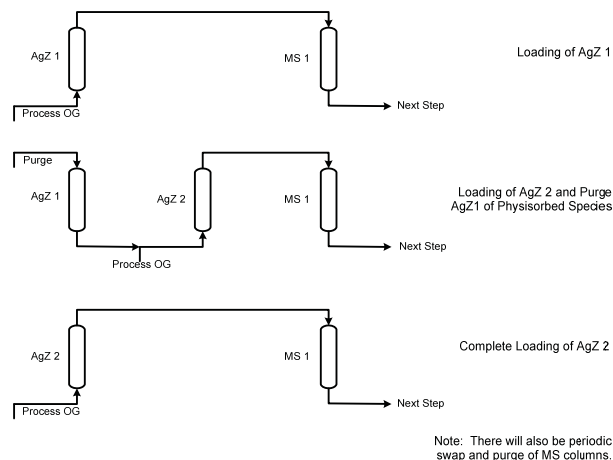 AgZ 1
MS 1
Loading of AgZ 1
Process OG
Next Step
Purge
AgZ 1
AgZ 2
MS 1
Loading of AgZ 2 and Purge
AgZ1 of Physisorbed Species
Next Step
Process OG
AgZ 2
MS 1
Complete Loading of AgZ 2
Process OG
Next Step
Note: There will also be periodic
swap and purge of MS columns.